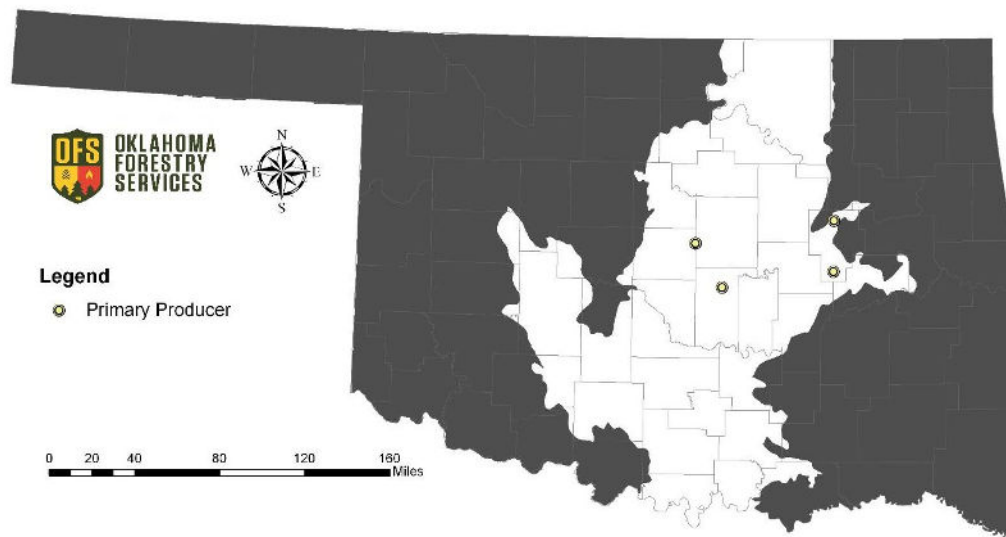 OFS
OKLAHOMA
FORESTRY
SERVICES
N
W E
S
Legend
Primary Producer
0 20 40 80 120 160
Miles